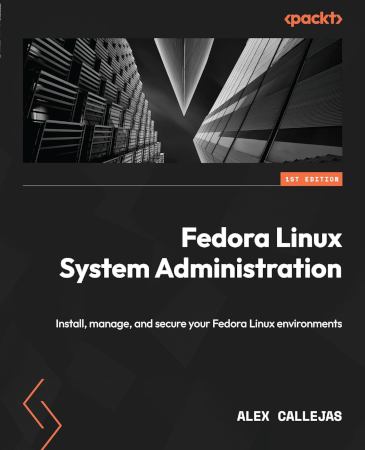 <packt>
1ST EDITION
Fedora Linux
System Administration
Install, manage, and secure your Fedora Linux environments
ALEX CALLEJAS